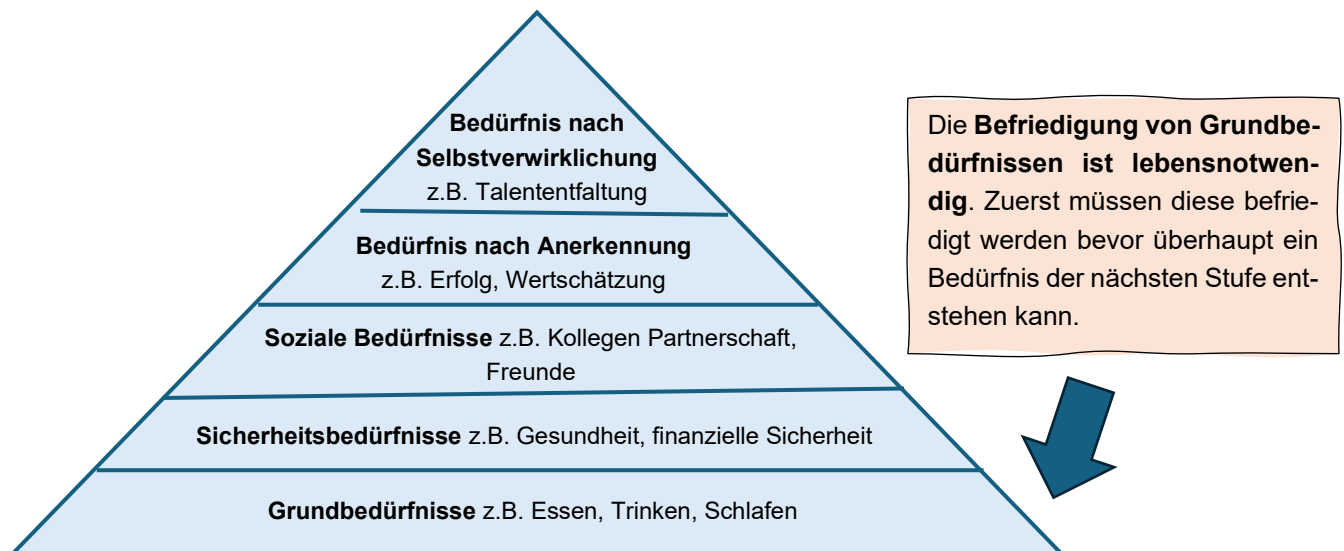 Bedürfnis nach
Selbstverwirklichung
z.B. Talententfaltung
Bedürfnis nach Anerkennung
z.B. Erfolg, Wertschätzung
Soziale Bedürfnisse z.B. Kollegen Partnerschaft,
Freunde
Sicherheitsbedürfnisse z.B. Gesundheit, finanzielle Sicherheit
Grundbedürfnisse z.B. Essen, Trinken, Schlafen
Die Befriedigung von Grundbe-
dürfnissen ist lebensnotwen-
dig. Zuerst müssen diese befrie-
digt werden bevor überhaupt ein
Bedürfnis der nächsten Stufe ent-
stehen kann.